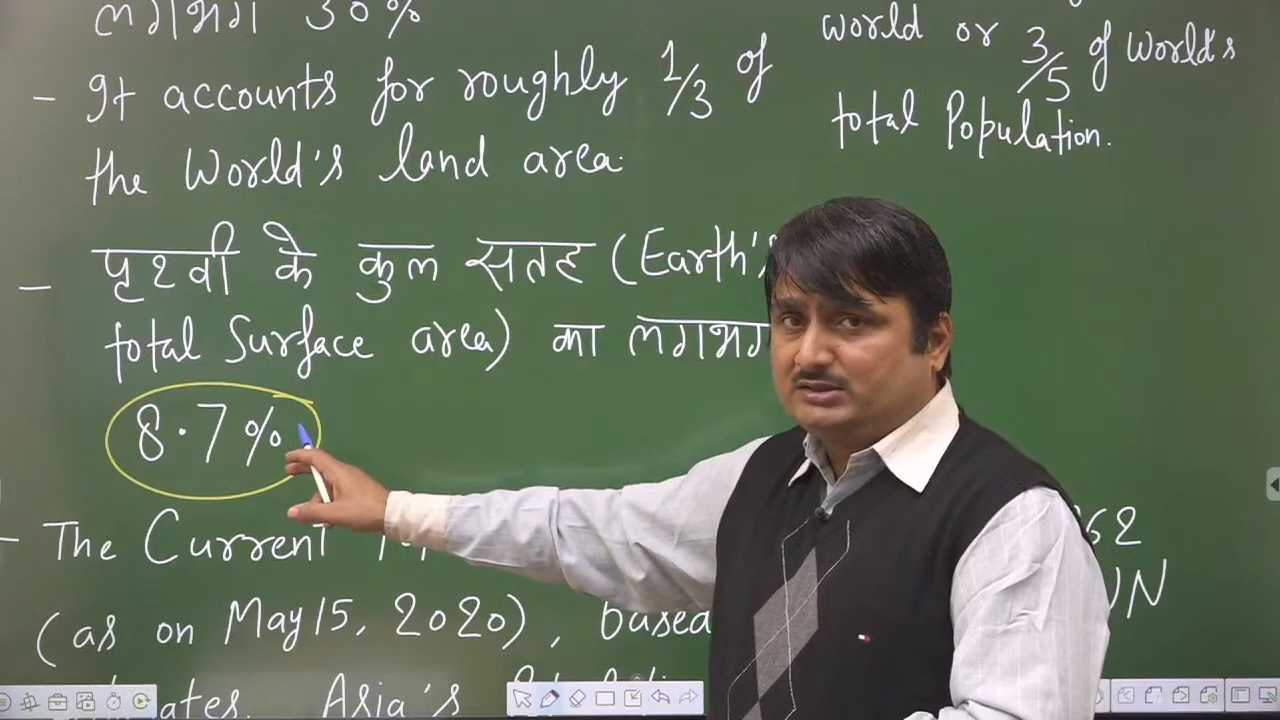 लगभग 30%
- It accounts for roughly 1/3 of
the World's land area.
- पृथ्वी के कुल सतह (Earth's
total Surface area) का लगभग
8.7%
- The Current
(as on May 15, 2020), based
Asia's
world or 3/5 of World's
total Population.
62
UN